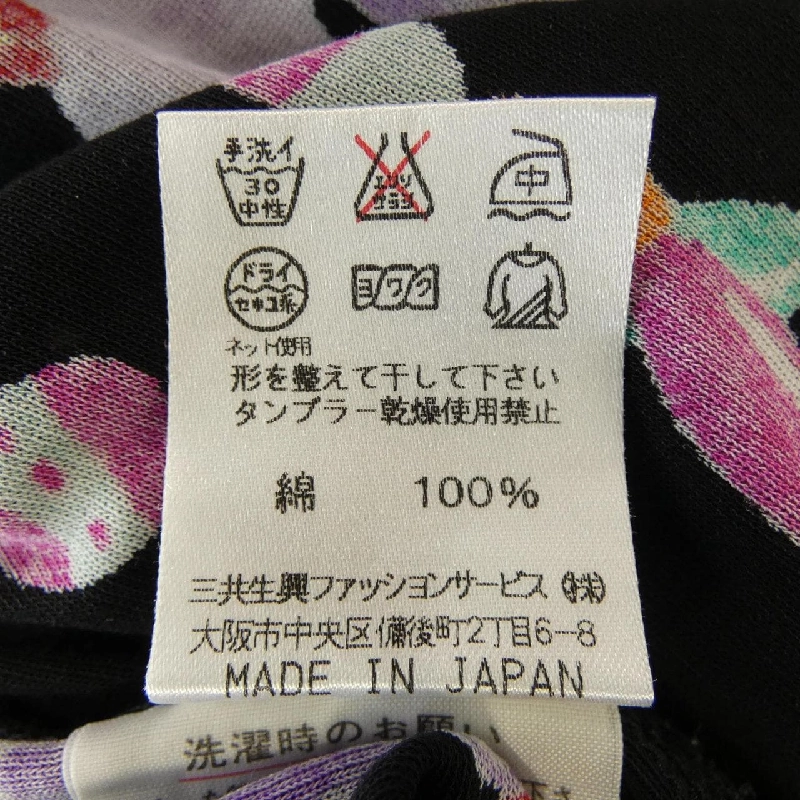 手洗イ
30
中性
エンソ
サラシ
中
ドライ
セキユ系
ヨワク
ネット使用
形を整えて干して下さい
タンブラー乾燥使用禁止
綿 100%
三共生興ファッションサービス ㈱
大阪市中央区備後町2丁目6-8
MADE IN JAPAN
洗濯時のお願い